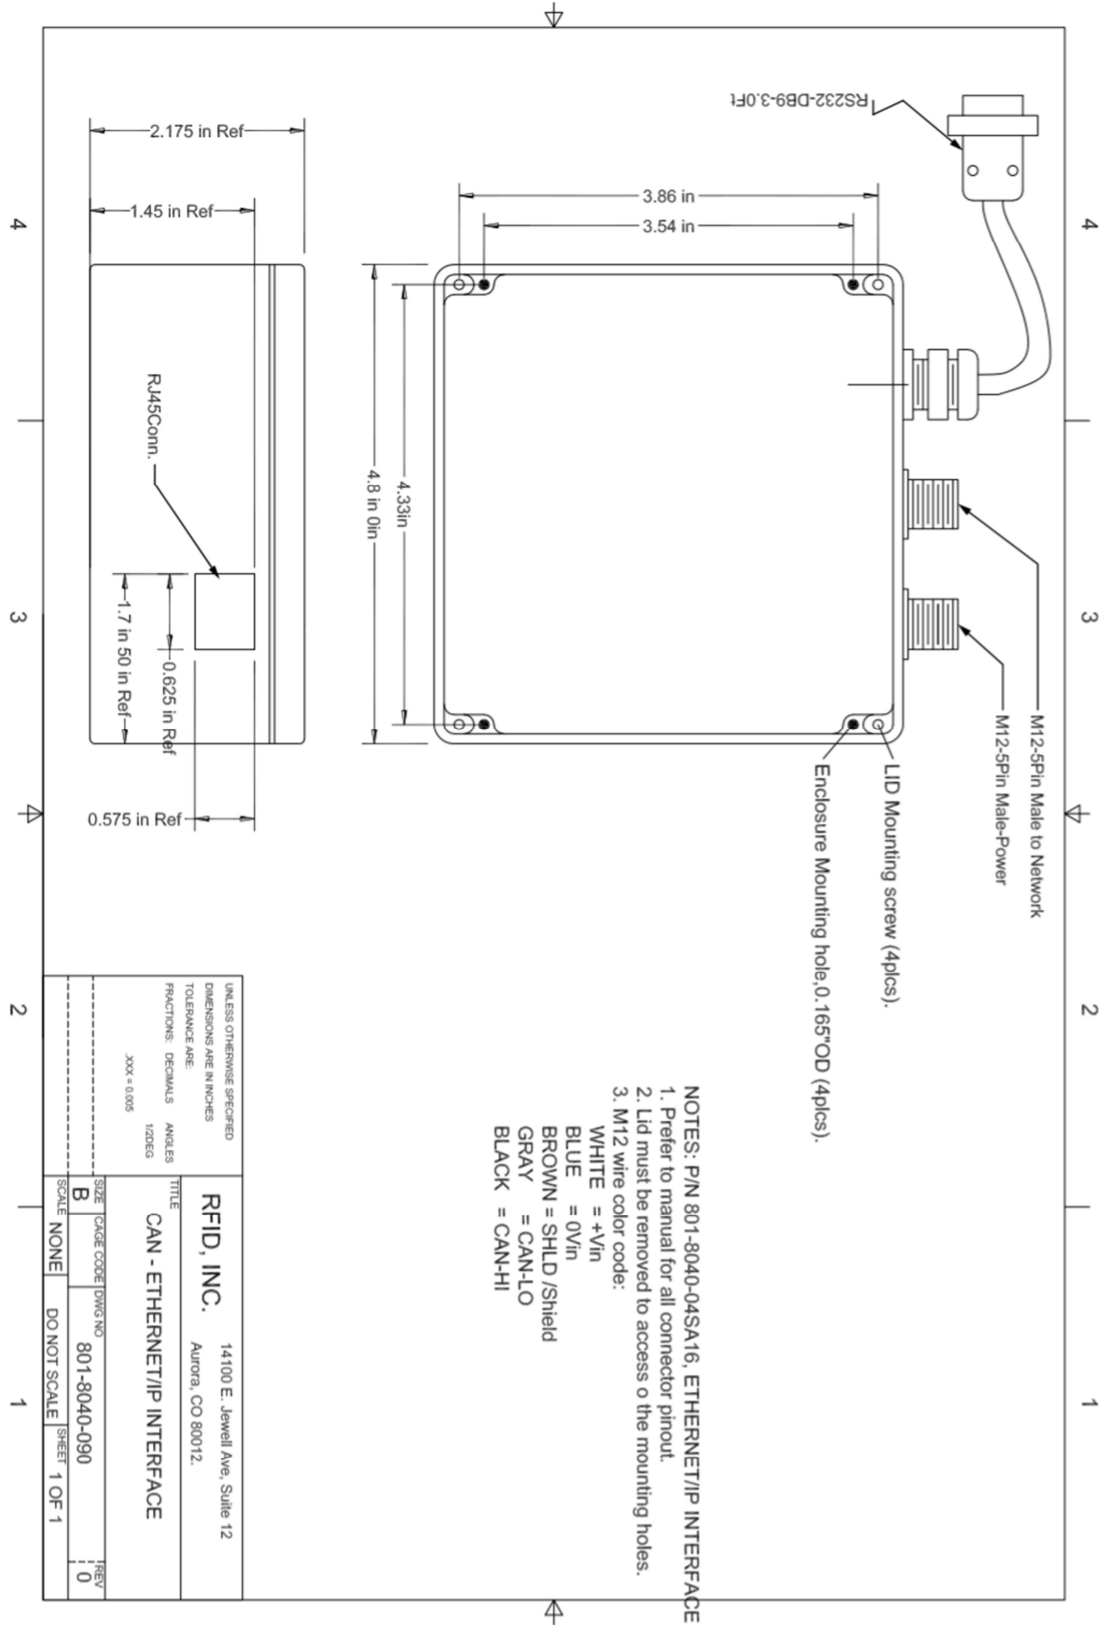 4
3
2
1
RS232-DB9-3.0Ft
M12-5Pin Male to Network
M12-5Pin Male-Power
LID Mounting screw (4plcs).
Enclosure Mounting hole,0.165"OD (4plcs).
3.86 in
3.54 in
4.33in
4.8 in 0in
2.175 in Ref
1.45 in Ref
RJ45Conn.
0.625 in Ref
1.7 in 50 in Ref
0.575 in Ref
NOTES: P/N 801-8040-04SA16, ETHERNET/IP INTERFACE
1. Prefer to manual for all connector pinout.
2. Lid must be removed to access o the mounting holes.
3. M12 wire color code:
WHITE = +Vin
BLUE = 0Vin
BROWN = SHLD /Shield
GRAY = CAN-LO
BLACK = CAN-HI
UNLESS OTHERWISE SPECIFIED
DIMENSIONS ARE IN INCHES
TOLERANCE ARE:
FRACTIONS: DECIMALS ANGLES
1/2DEG
.XXX = 0.005
RFID, INC.
14100 E. Jewell Ave, Suite 12
Aurora, CO 80012.
TITLE
CAN - ETHERNET/IP INTERFACE
SIZE
B
CAGE CODE
DWG NO
801-8040-090
REV
0
SCALE
NONE
DO NOT SCALE
SHEET
1 OF 1
4
3
2
1